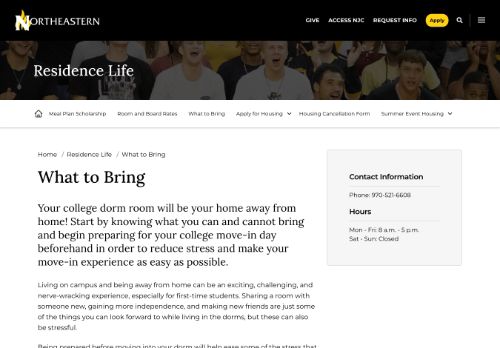 NORTHEASTERN
GIVE ACCESS NJC REQUEST INFO Apply
Residence Life
Meal Plan Scholarship Room and Board Rates What to Bring Apply for Housing Housing Cancellation Form Summer Event Housing
Home / Residence Life / What to Bring
What to Bring
Your college dorm room will be your home away from
home! Start by knowing what you can and cannot bring
and begin preparing for your college move-in day
beforehand in order to reduce stress and make your
move-in experience as easy as possible.
Living on campus and being away from home can be an exciting, challenging, and
nerve-wracking experience, especially for first-time students. Sharing a room with
someone new, gaining more independence, and making new friends are just some
of the things you can look forward to while living in the dorms, but these can also
be stressful.
Being prepared before moving into your dorm will help ease some of the stress that
Contact Information
Phone: 970-521-6608
Hours
Mon - Fri: 8 a.m. - 5 p.m.
Sat - Sun: Closed